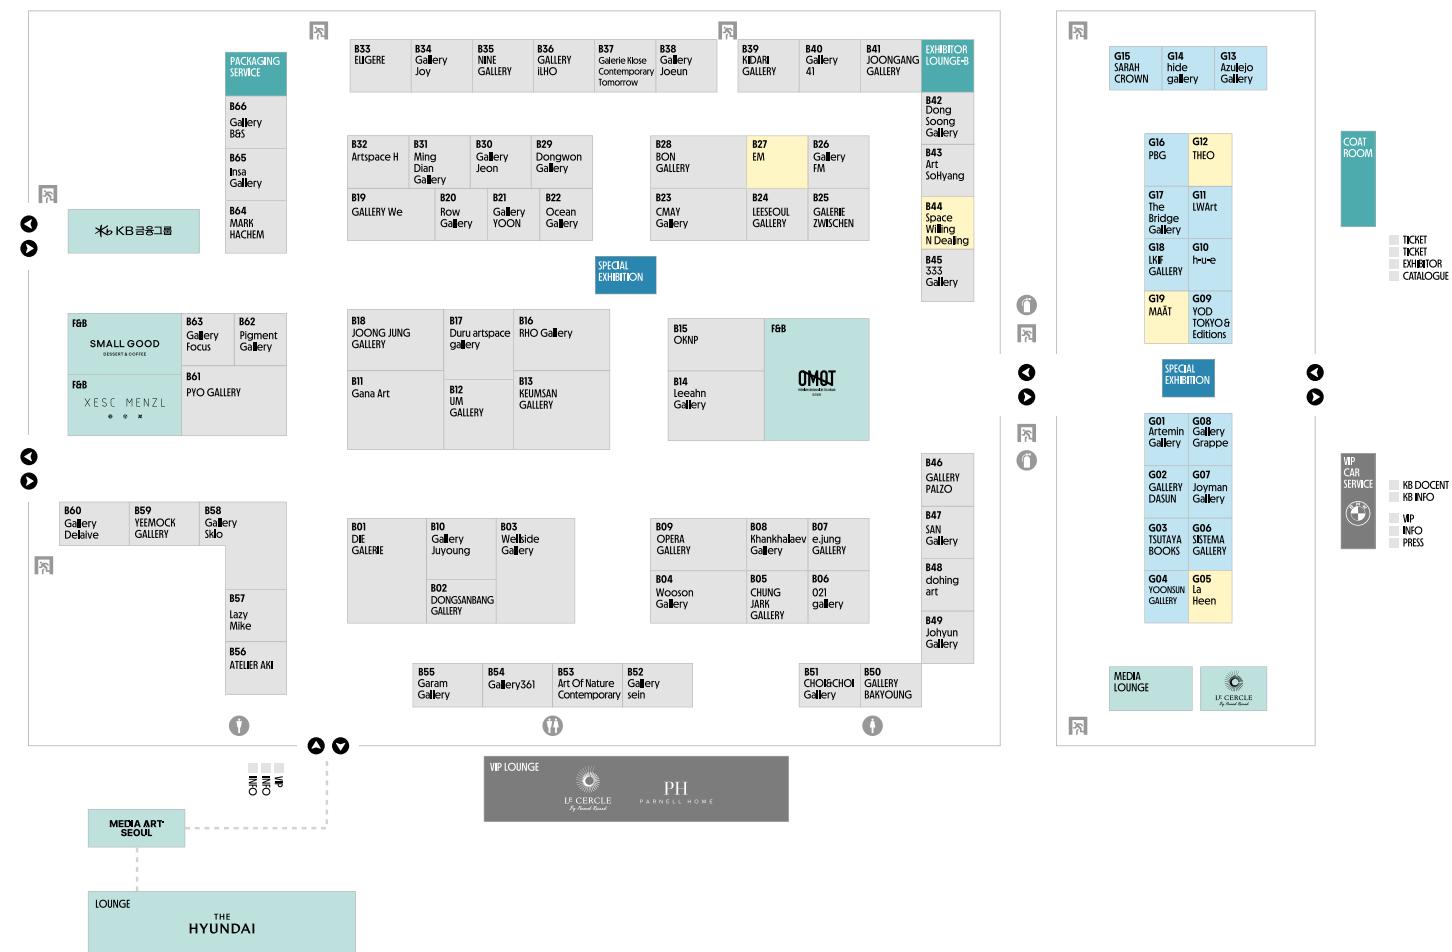 PACKAGING
SERVICE
B66
Gallery
B&S
B65
Insa
Gallery
B64
MARK
HACHEM
KB금융그룹
B33
ELIGERE
B34
Gallery
Joy
B35
NINE
GALLERY
B36
GALLERY
iLHO
B37
Galerie Klose
Contemporary
Tomorrow
B38
Gallery
Joeun
B39
KIDARI
GALLERY
B40
Gallery
41
B41
JOONGANG
GALLERY
EXHIBITOR
LOUNGE-B
B42
Dong
Soong
Gallery
B43
Art
SoHyang
B44
Space
Willing
N Dealing
B45
333
Gallery
B32
Artspace H
B31
Ming
Dian
Gallery
B30
Gallery
Jeon
B29
Dongwon
Gallery
B19
GALLERY We
B20
Row
Gallery
B21
Gallery
YOON
B22
Ocean
Gallery
B28
BON
GALLERY
B27
EM
B26
Gallery
FM
B23
CMAY
Gallery
B24
LEESEOUL
GALLERY
B25
GALERIE
ZWISCHEN
SPECIAL
EXHIBITION
F&B
SMALL GOOD
DESSERT & COFFEE
F&B
XESC MENZL
B63
Gallery
Focus
B62
Pigment
Gallery
B61
PYO GALLERY
B18
JOONG JUNG
GALLERY
B17
Duru artspace
gallery
B16
RHO Gallery
B11
Gana Art
B12
UM
GALLERY
B13
KEUMSAN
GALLERY
B15
OKNP
B14
Leeahn
Gallery
F&B
OMOT
B60
Gallery
Delaive
B59
YEEMOCK
GALLERY
B58
Gallery
Sklo
B57
Lazy
Mike
B56
ATELIER AKI
B01
DIE
GALERIE
B10
Gallery
Juyoung
B02
DONGSANBANG
GALLERY
B03
Wellside
Gallery
B09
OPERA
GALLERY
B08
Khankhalaev
Gallery
B07
e.jung
GALLERY
B04
Wooson
Gallery
B05
CHUNG
JARK
GALLERY
B06
021
gallery
B46
GALLERY
PALZO
B47
SAN
Gallery
B48
dohing
art
B49
Johyun
Gallery
B55
Garam
Gallery
B54
Gallery361
B53
Art Of Nature
Contemporary
B52
Gallery
sein
B51
CHOI&CHOI
Gallery
B50
GALLERY
BAKYOUNG
G15
SARAH
CROWN
G14
hide
gallery
G13
Azulejo
Gallery
G16
PBG
G12
THEO
G17
The
Bridge
Gallery
G11
LWArt
G18
LKIF
GALLERY
G10
h-u-e
G19
MAĀT
G09
YOD
TOKYO &
Editions
SPECIAL
EXHIBITION
G01
Artemin
Gallery
G08
Gallery
Grappe
G02
GALLERY
DASUN
G07
Joyman
Gallery
G03
TSUTAYA
BOOKS
G06
SISTEMA
GALLERY
G04
YOONSUN
GALLERY
G05
La
Heen
MEDIA
LOUNGE
LE CERCLE
COAT
ROOM
TICKET
TICKET
EXHIBITOR
CATALOGUE
VIP
CAR
SERVICE
BMW
KB DOCENT
KB INFO
VIP
INFO
PRESS
VIP
INFO
INFO
VIP LOUNGE
LE CERCLE
PH
PARNELL HOME
MEDIA ART
SEOUL
LOUNGE
THE
HYUNDAI